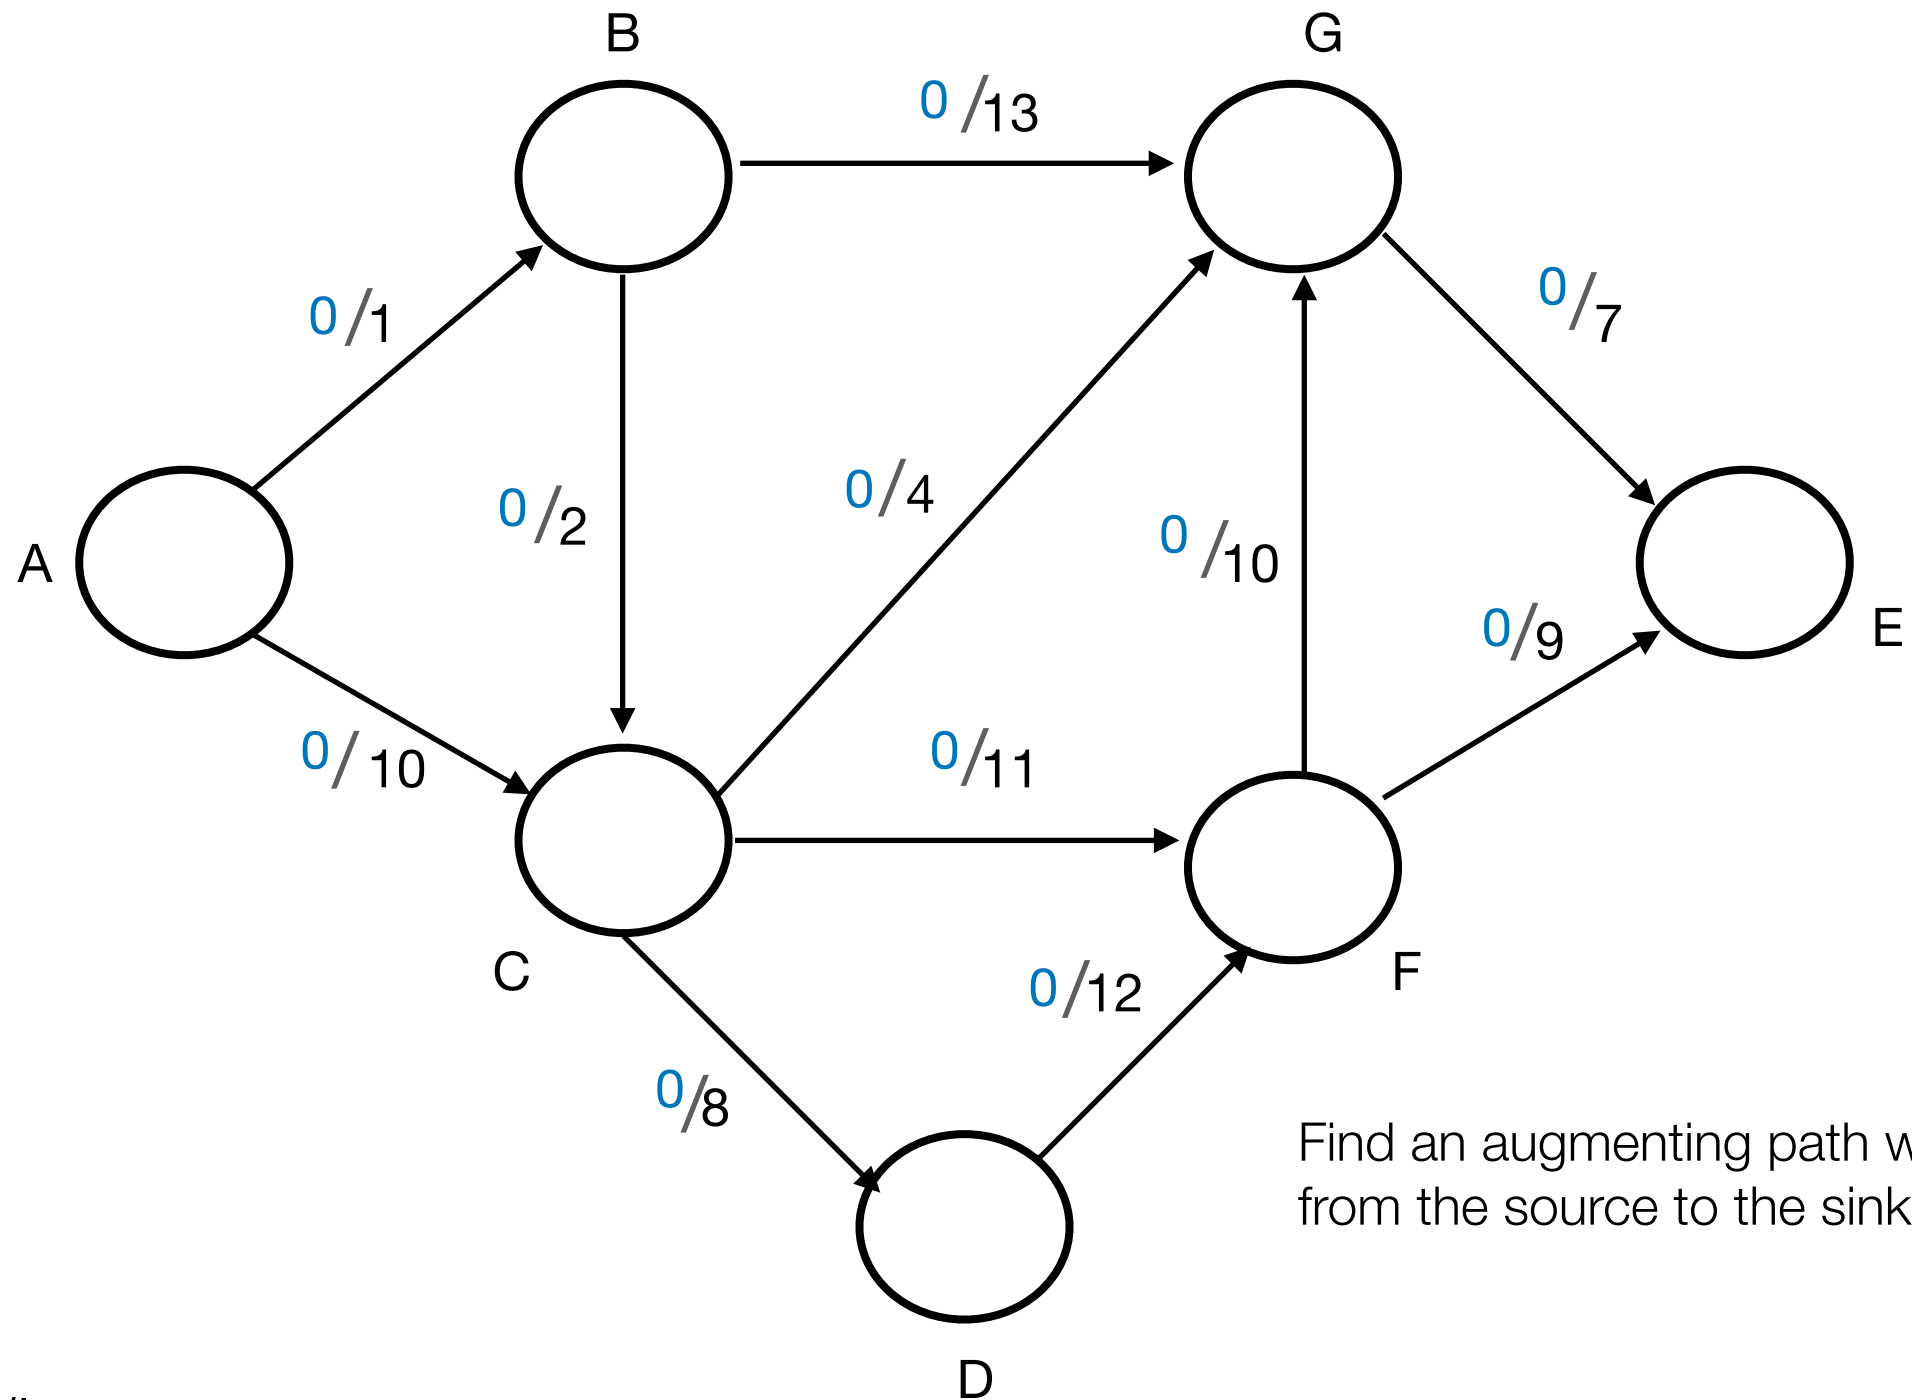 B
G
0 /13
0/1
0/7
0/2
0/4
0 /10
A
0/9
E
0/ 10
0/11
C
0/12
F
0/8
Find an augmenting path
from the source to the sink
D